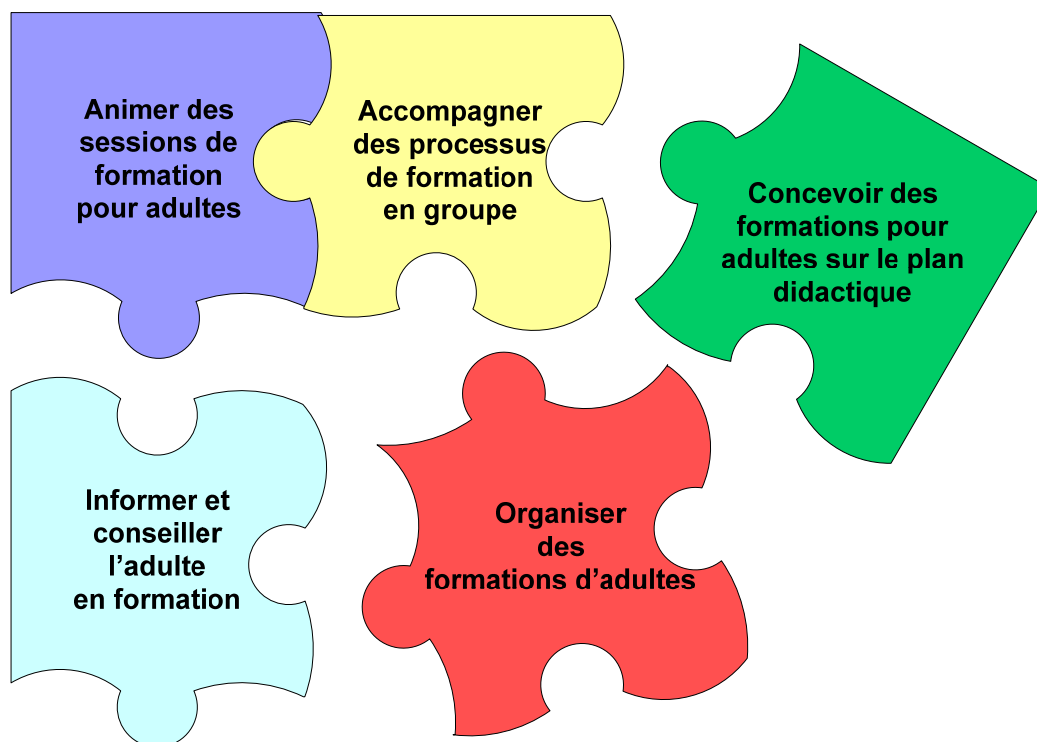 Animer des
sessions de
formation
pour adultes
Accompagner
des processus
de formation
en groupe
Concevoir des
formations pour
adultes sur le plan
didactique
Informer et
conseiller
l’adulte
en formation
Organiser
des
formations d’adultes